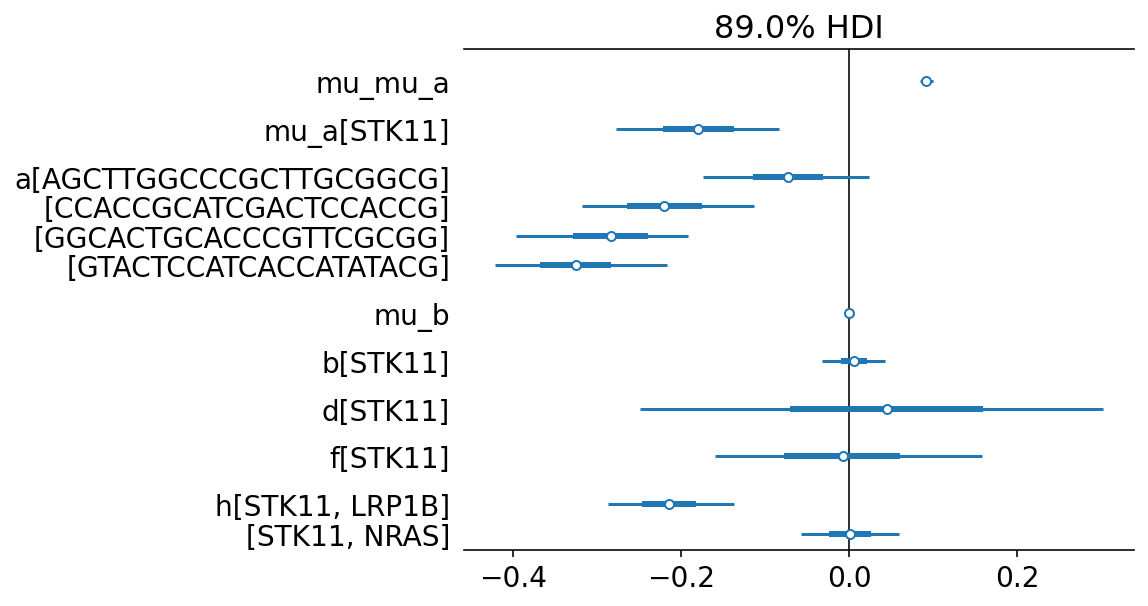 89.0% HDI
mu_mu_a
mu_a[STK11]
a[AGCTTGGCCCGCTTGCGGCG]
[CCACCGCATCGACTCCACCG]
[GGCACTGCACCCGTTCGCGG]
[GTACTCCATCACCATATACG]
mu_b
b[STK11]
d[STK11]
f[STK11]
h[STK11, LRP1B]
[STK11, NRAS]
−0.4 −0.2 0.0 0.2